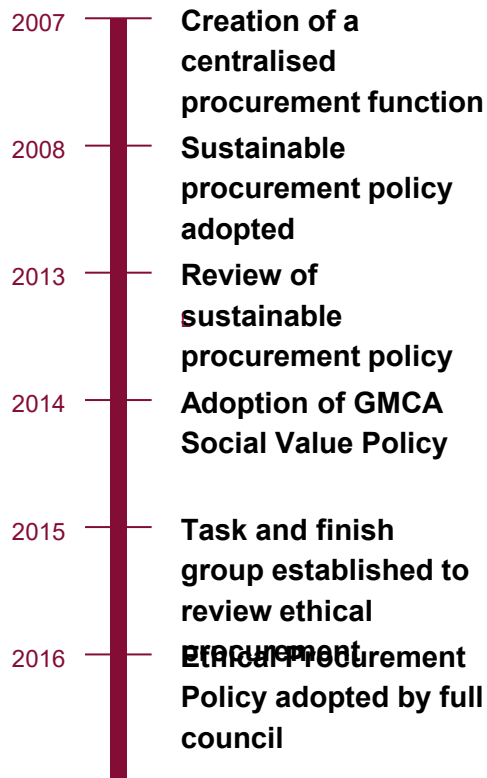 2007
Creation of a
centralised
procurement function
2008
Sustainable
procurement policy
adopted
2013
Review of
sustainable
procurement policy
2014
Adoption of GMCA
Social Value Policy
2015
Task and finish
group established to
review ethical
procurement
2016
Ethical Procurement
Policy adopted by full
council